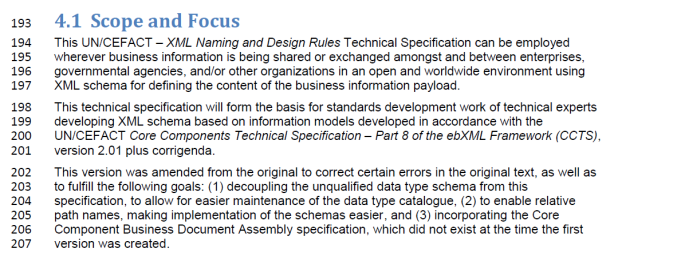 193 4.1 Scope and Focus
194 This UN/CEFACT – XML Naming and Design Rules Technical Specification can be employed
195 wherever business information is being shared or exchanged amongst and between enterprises,
196 governmental agencies, and/or other organizations in an open and worldwide environment using
197 XML schema for defining the content of the business information payload.
198 This technical specification will form the basis for standards development work of technical experts
199 developing XML schema based on information models developed in accordance with the
200 UN/CEFACT Core Components Technical Specification – Part 8 of the ebXML Framework (CCTS),
201 version 2.01 plus corrigenda.
202 This version was amended from the original to correct certain errors in the original text, as well as
203 to fulfill the following goals: (1) decoupling the unqualified data type schema from this
204 specification, to allow for easier maintenance of the data type catalogue, (2) to enable relative
205 path names, making implementation of the schemas easier, and (3) incorporating the Core
206 Component Business Document Assembly specification, which did not exist at the time the first
207 version was created.